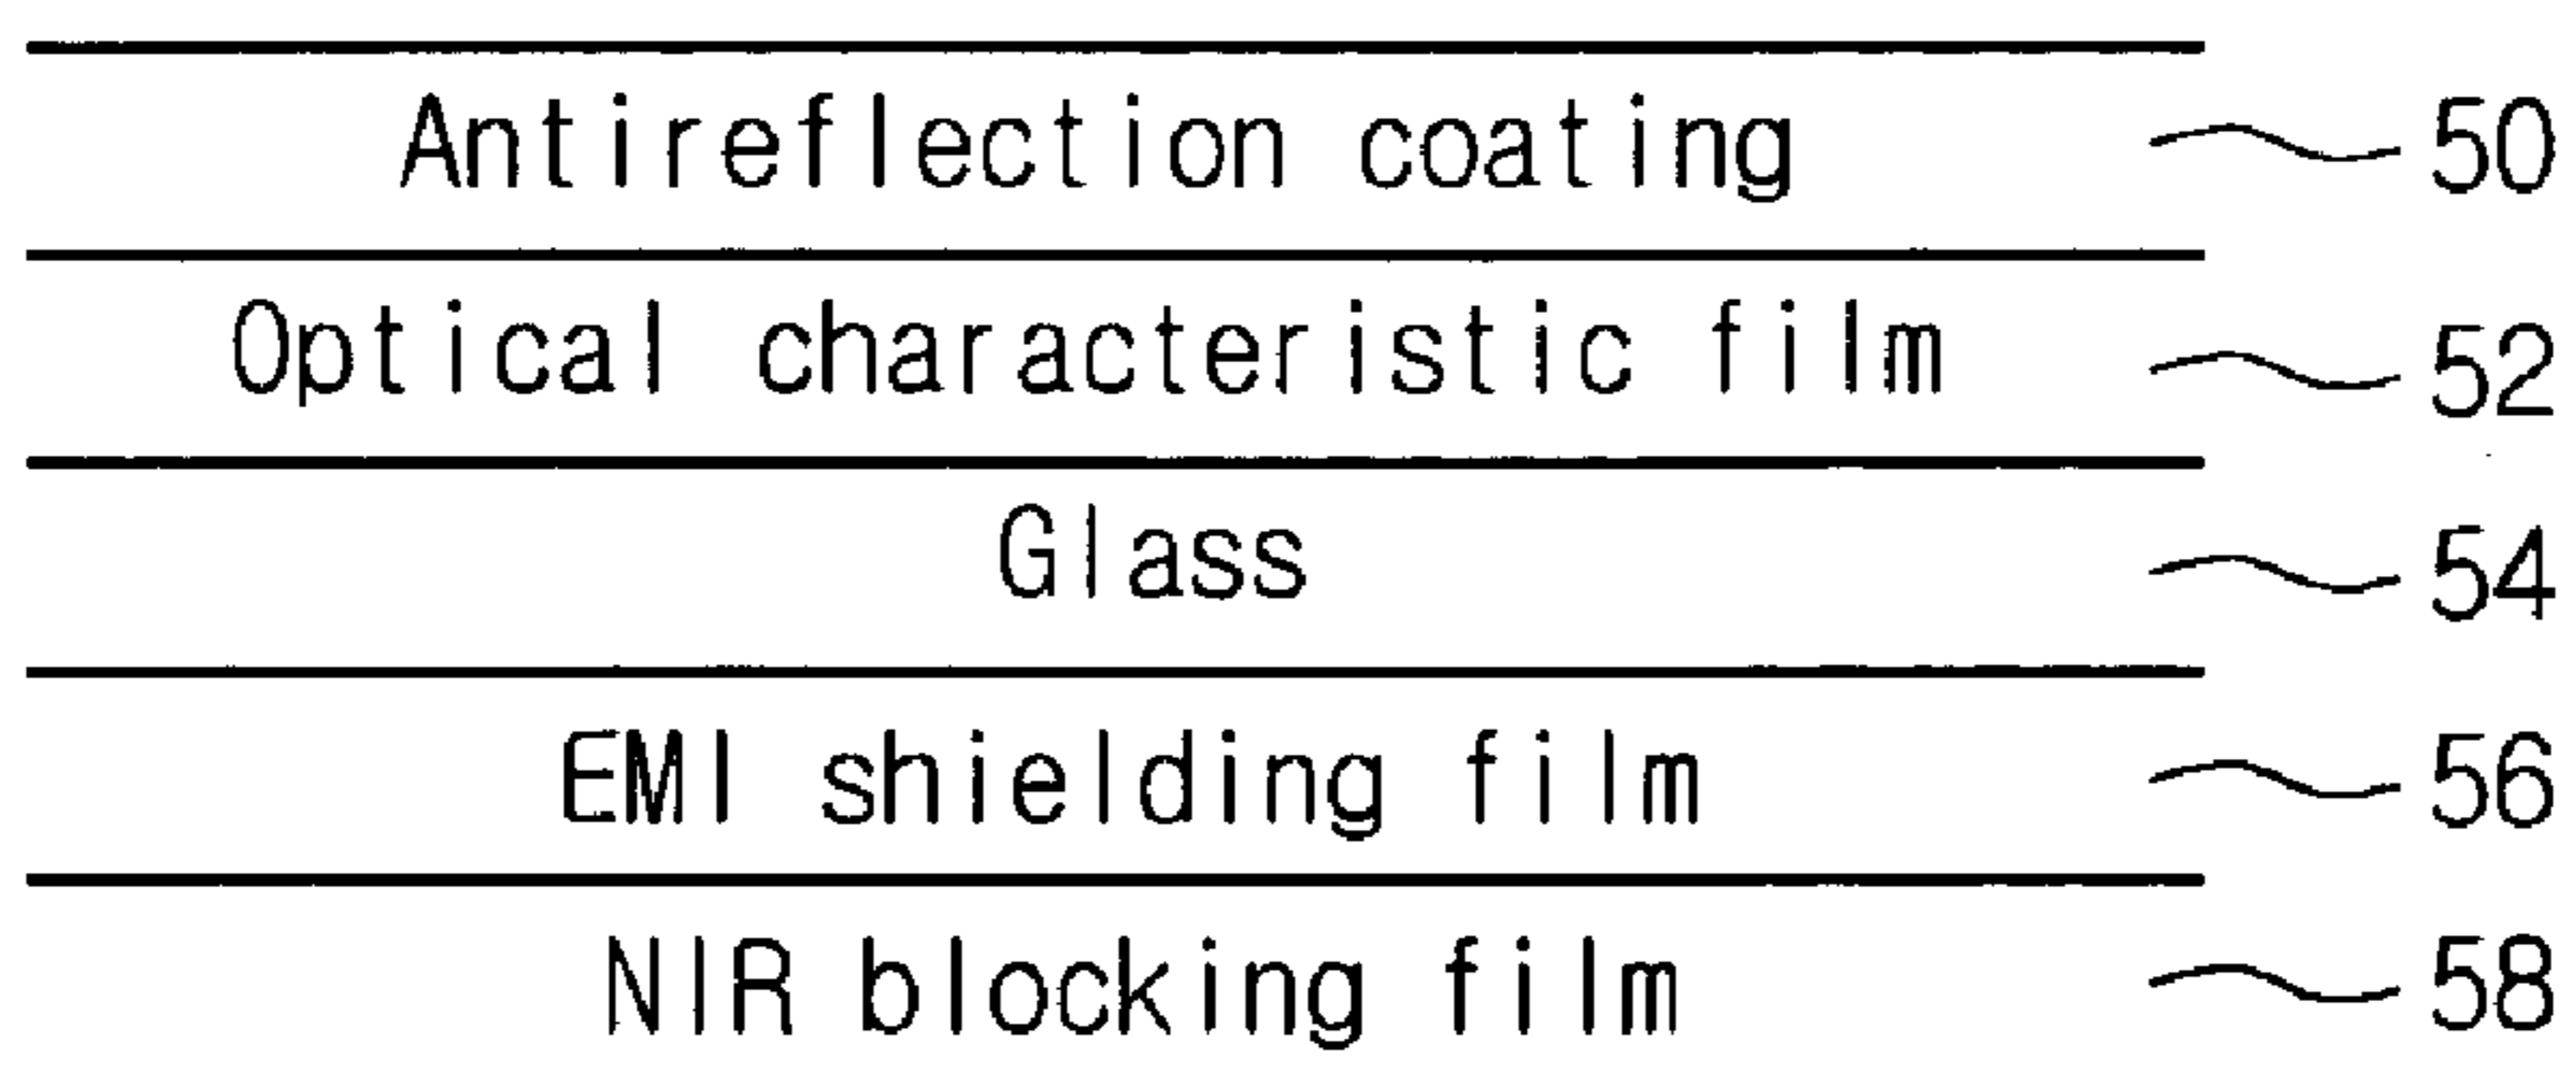 Antireflection coating 50
Optical characteristic film 52
Glass 54
EMI shielding film 56
NIR blocking film 58